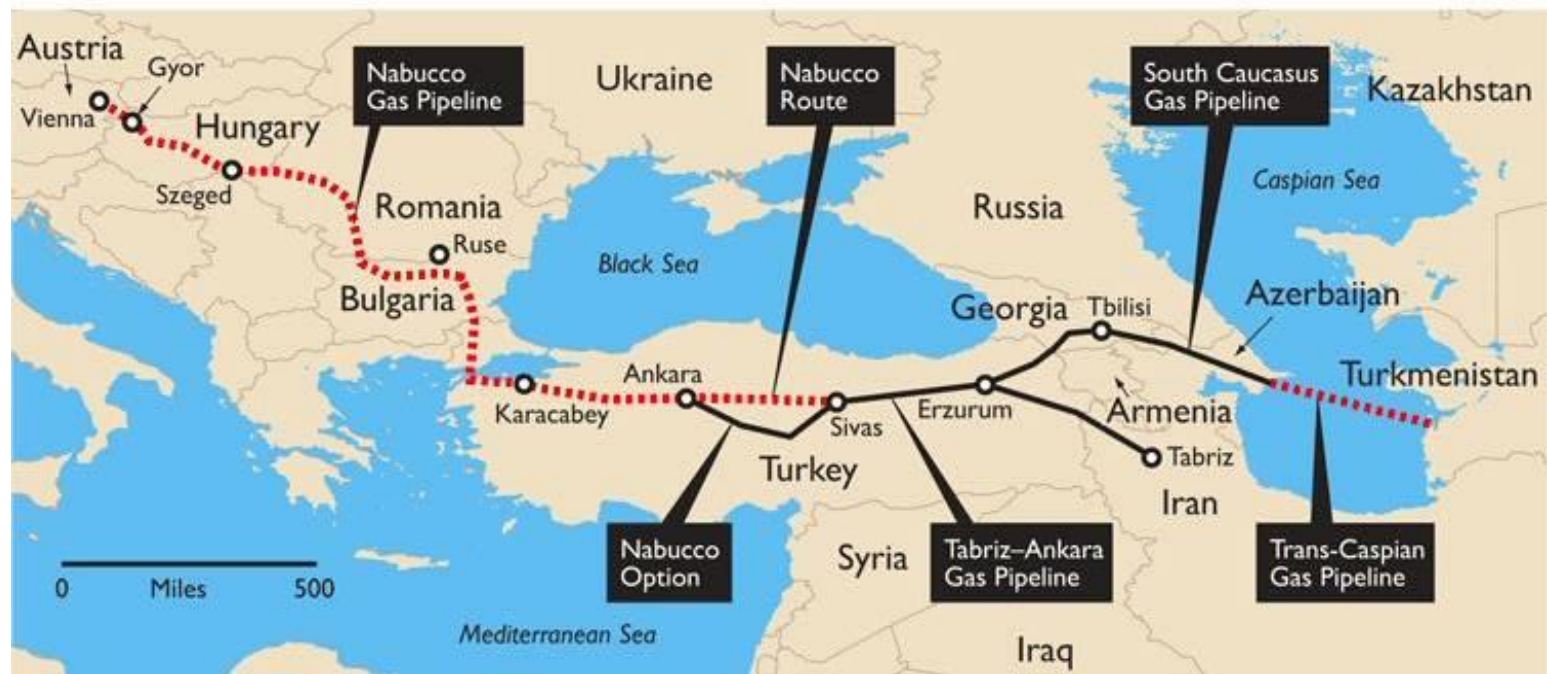 Austria
Gyor
Vienna
Hungary
Szeged
Nabucco
Gas Pipeline
Romania
Ruse
Bulgaria
Ukraine
Nabucco
Route
Black Sea
Russia
South Caucasus
Gas Pipeline
Kazakhstan
Caspian Sea
Georgia
Tbilisi
Azerbaijan
Turkmenistan
Armenia
Ankara
Karacabey
Sivas
Erzurum
Tabriz
Turkey
Iran
Nabucco
Option
Syria
Tabriz–Ankara
Gas Pipeline
Trans-Caspian
Gas Pipeline
0
Miles
500
Mediterranean Sea
Iraq